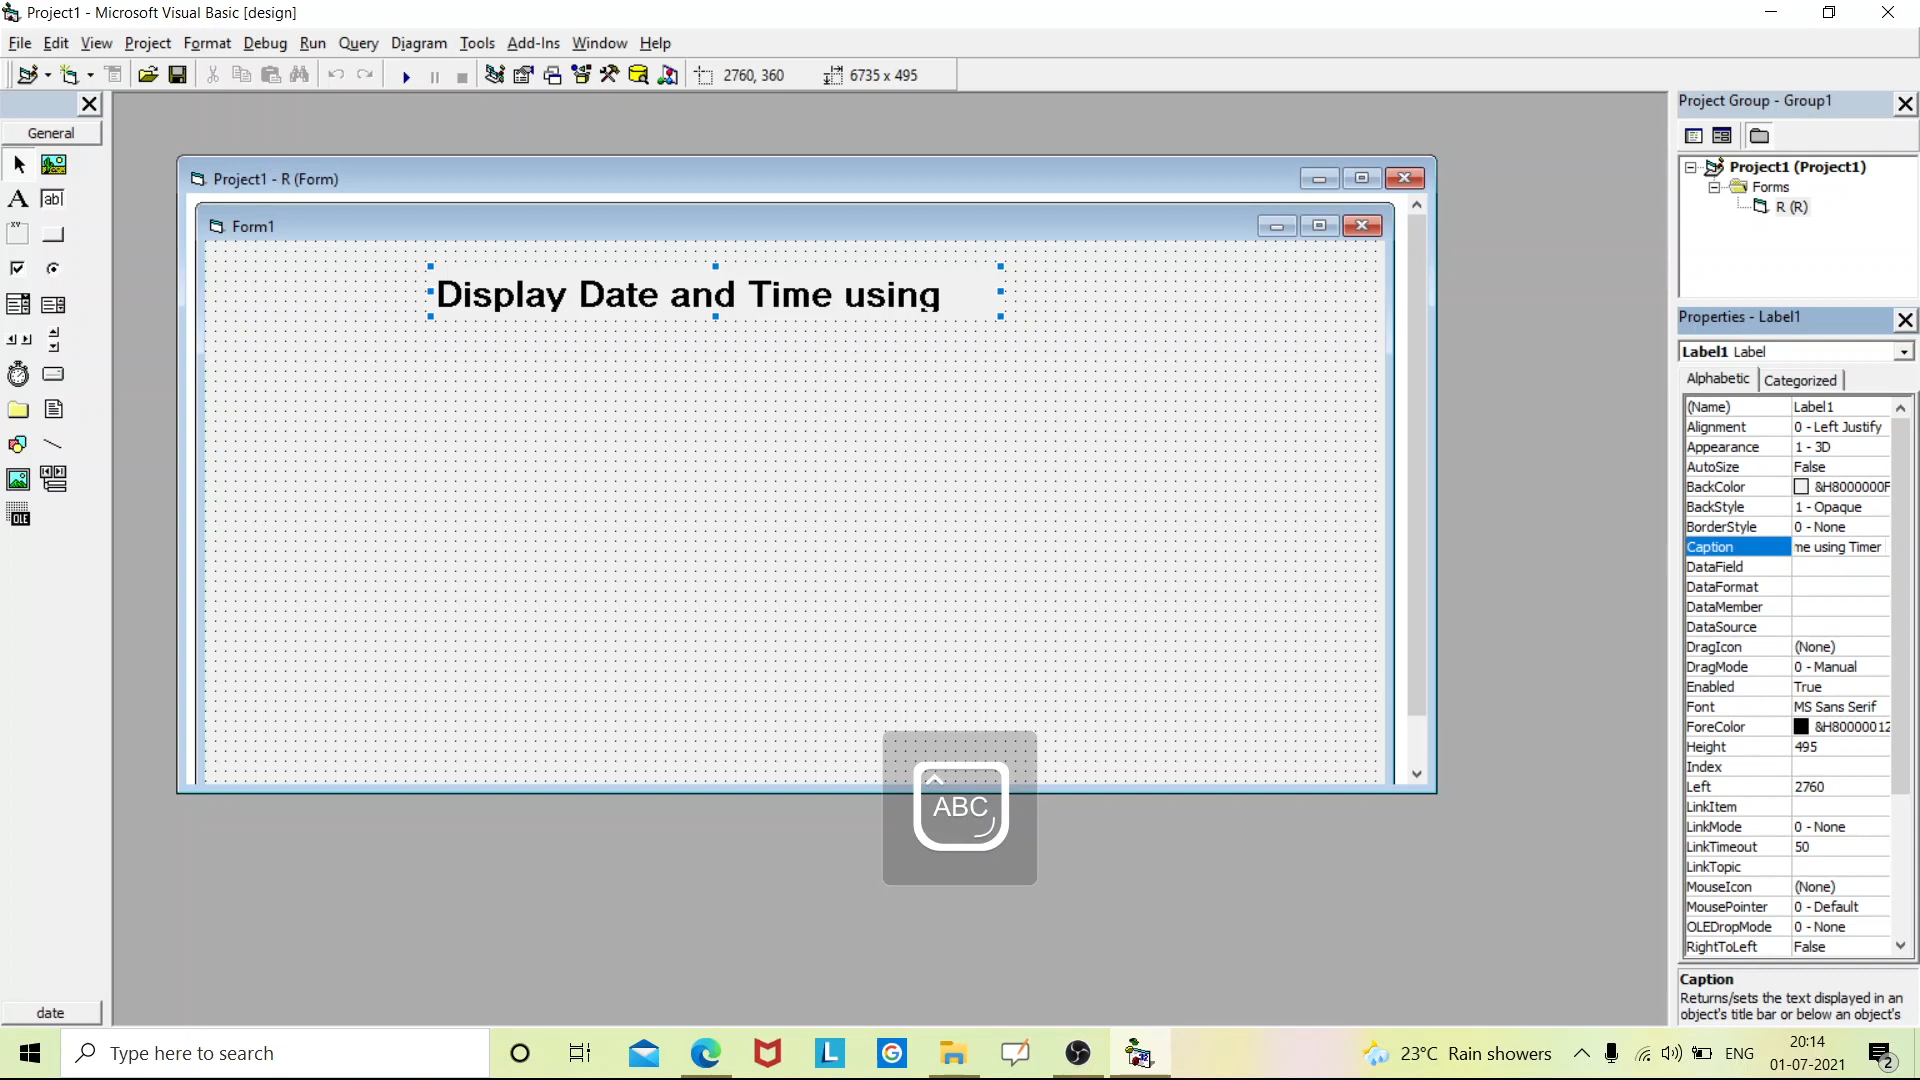 Project1 - Microsoft Visual Basic [design]
File Edit View Project Format Debug Run Query Diagram Tools Add-Ins Window Help
2760, 360 6735 x 495
General
A
abl
XY
OLE
date
Project1 - R (Form)
Form1
Display Date and Time using
ABC
Project Group - Group1
Project1 (Project1)
Forms
R (R)
Properties - Label1
Label1 Label
Alphabetic Categorized
(Name) Label1
Alignment 0 - Left Justify
Appearance 1 - 3D
AutoSize False
BackColor &H8000000F
BackStyle 1 - Opaque
BorderStyle 0 - None
Caption me using Timer
DataField
DataFormat
DataMember
DataSource
DragIcon (None)
DragMode 0 - Manual
Enabled True
Font MS Sans Serif
ForeColor &H80000012
Height 495
Index
Left 2760
LinkItem
LinkMode 0 - None
LinkTimeout 50
LinkTopic
MouseIcon (None)
MousePointer 0 - Default
OLEDropMode 0 - None
RightToLeft False
Caption
Returns/sets the text displayed in an
object's title bar or below an object's
Type here to search
L
G
23°C Rain showers
ENG
20:14
01-07-2021
2